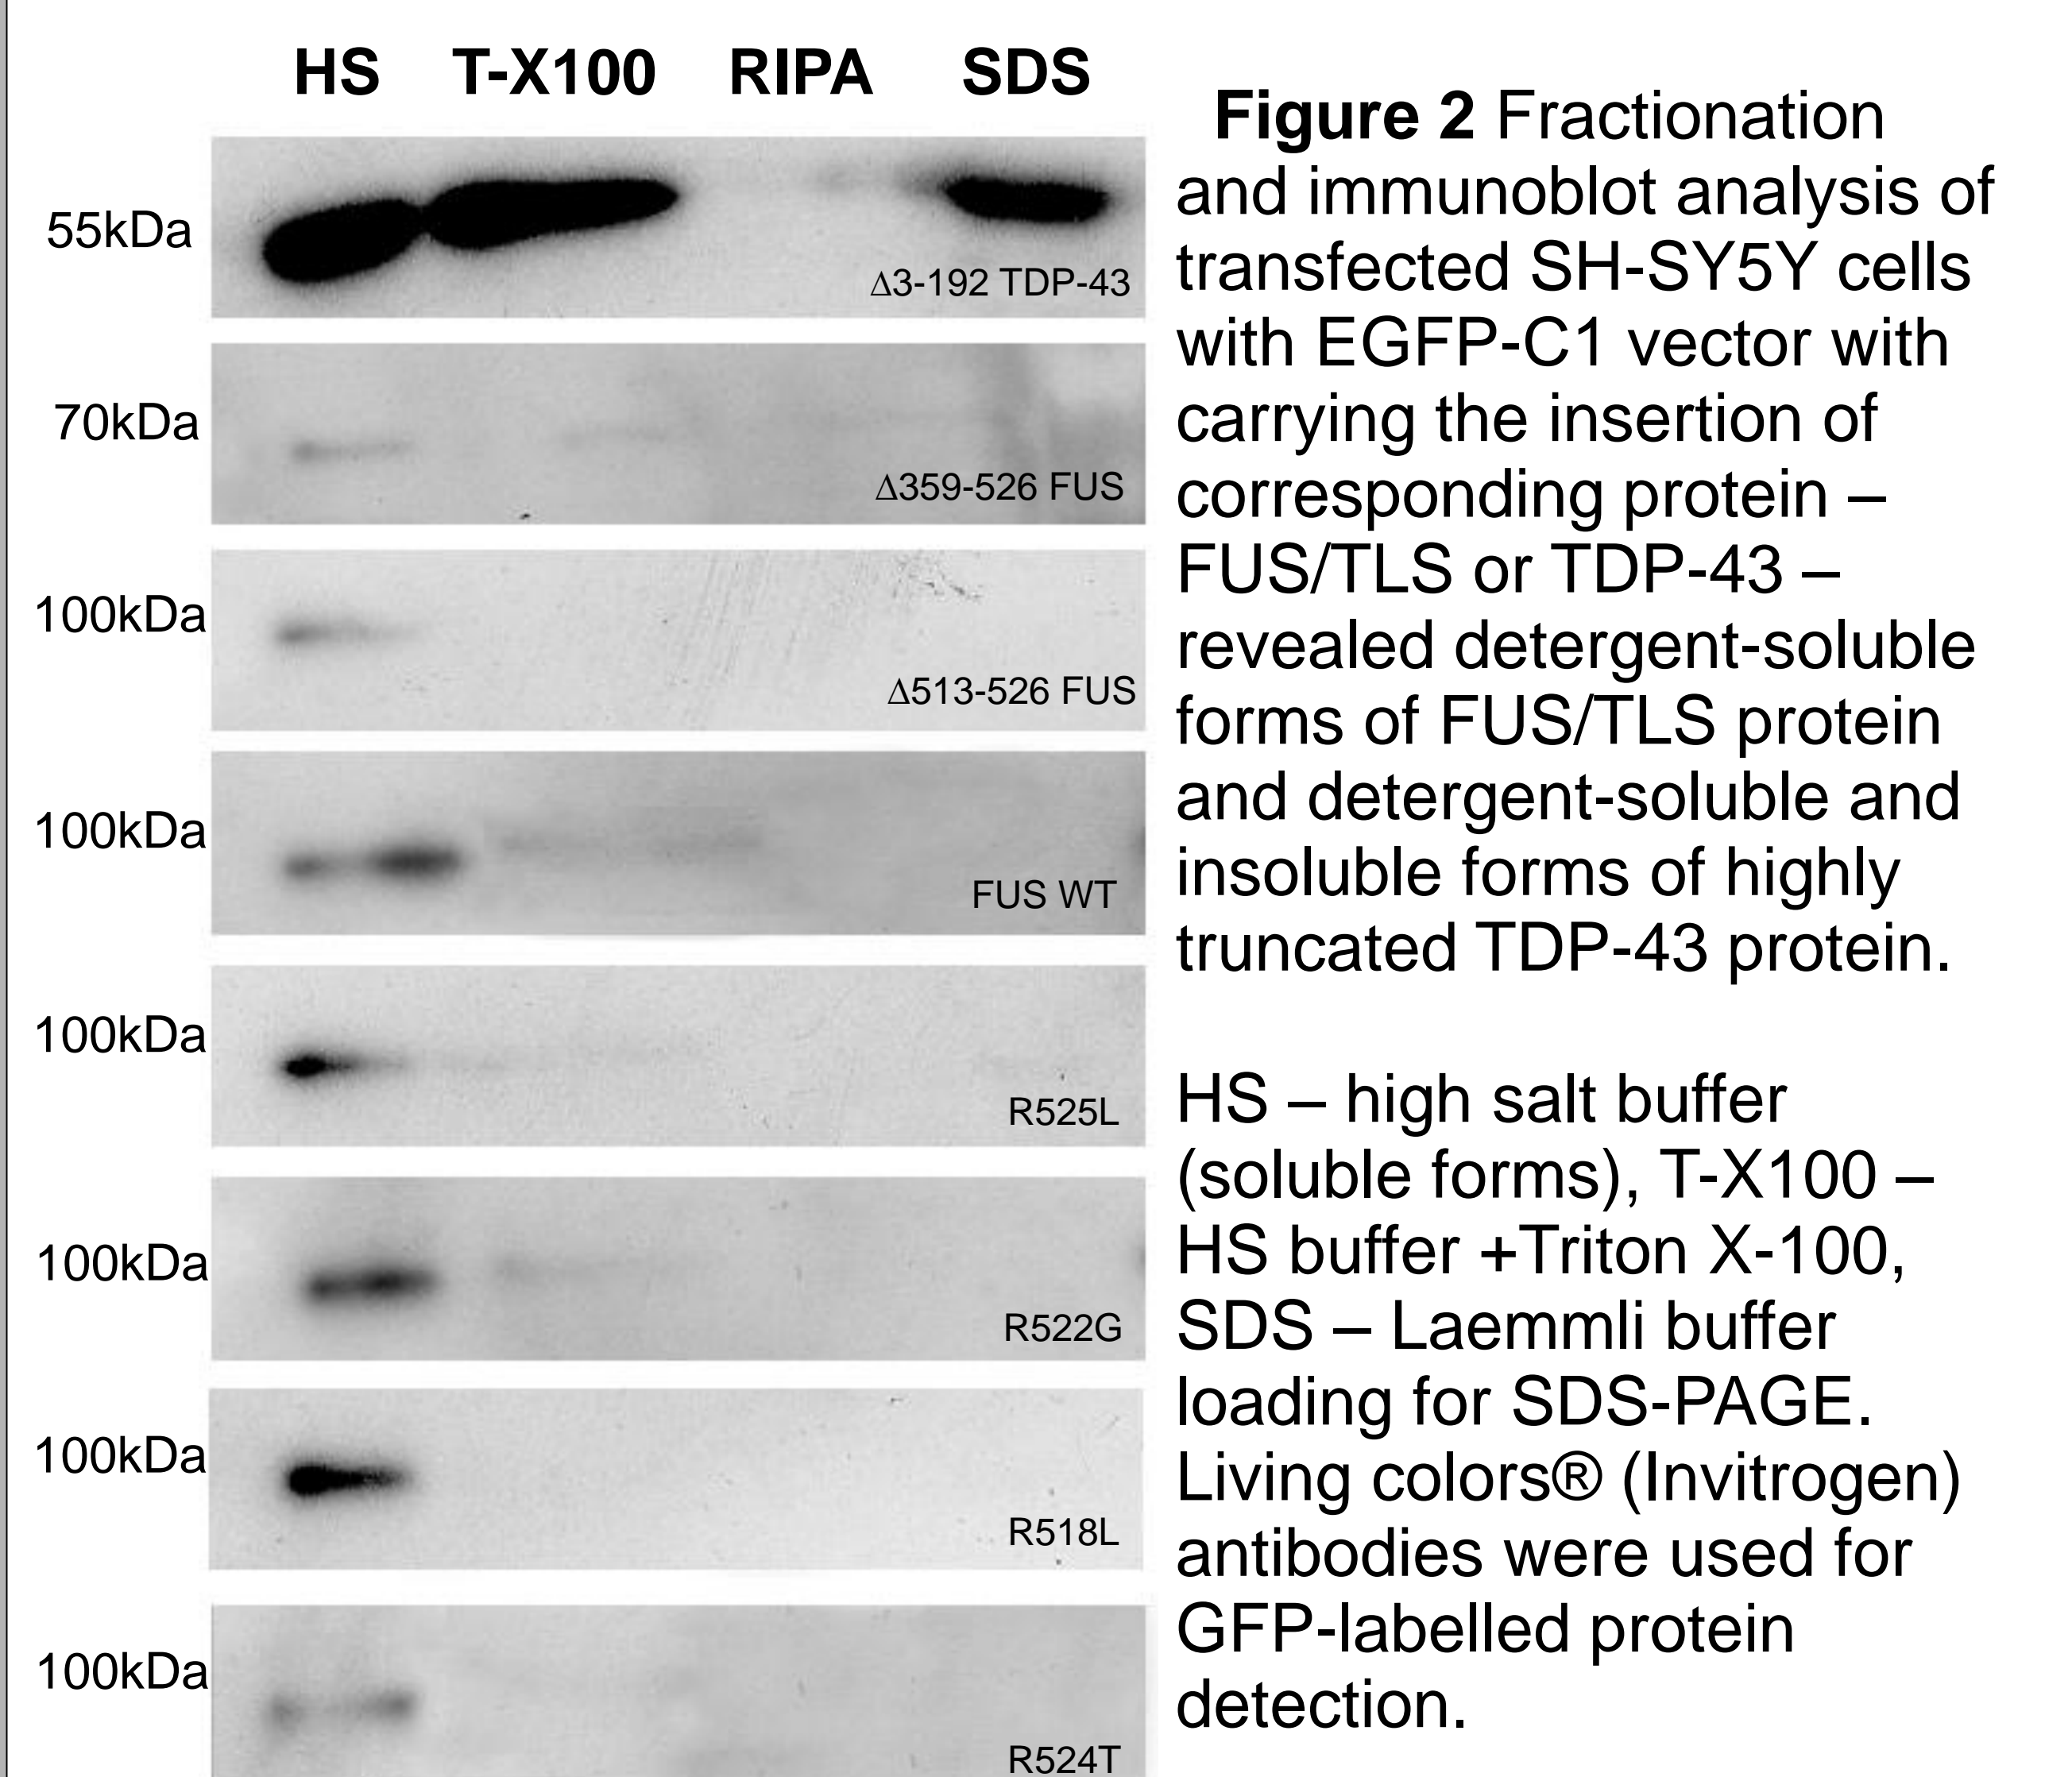 HS T-X100 RIPA SDS
55kDa
Δ3-192 TDP-43
70kDa
Δ359-526 FUS
100kDa
Δ513-526 FUS
100kDa
FUS WT
100kDa
R525L
100kDa
R522G
100kDa
R518L
100kDa
R524T
Figure 2 Fractionation
and immunoblot analysis of
transfected SH-SY5Y cells
with EGFP-C1 vector with
carrying the insertion of
corresponding protein –
FUS/TLS or TDP-43 –
revealed detergent-soluble
forms of FUS/TLS protein
and detergent-soluble and
insoluble forms of highly
truncated TDP-43 protein.
HS – high salt buffer
(soluble forms), T-X100 –
HS buffer +Triton X-100,
SDS – Laemmli buffer
loading for SDS-PAGE.
Living colors® (Invitrogen)
antibodies were used for
GFP-labelled protein
detection.